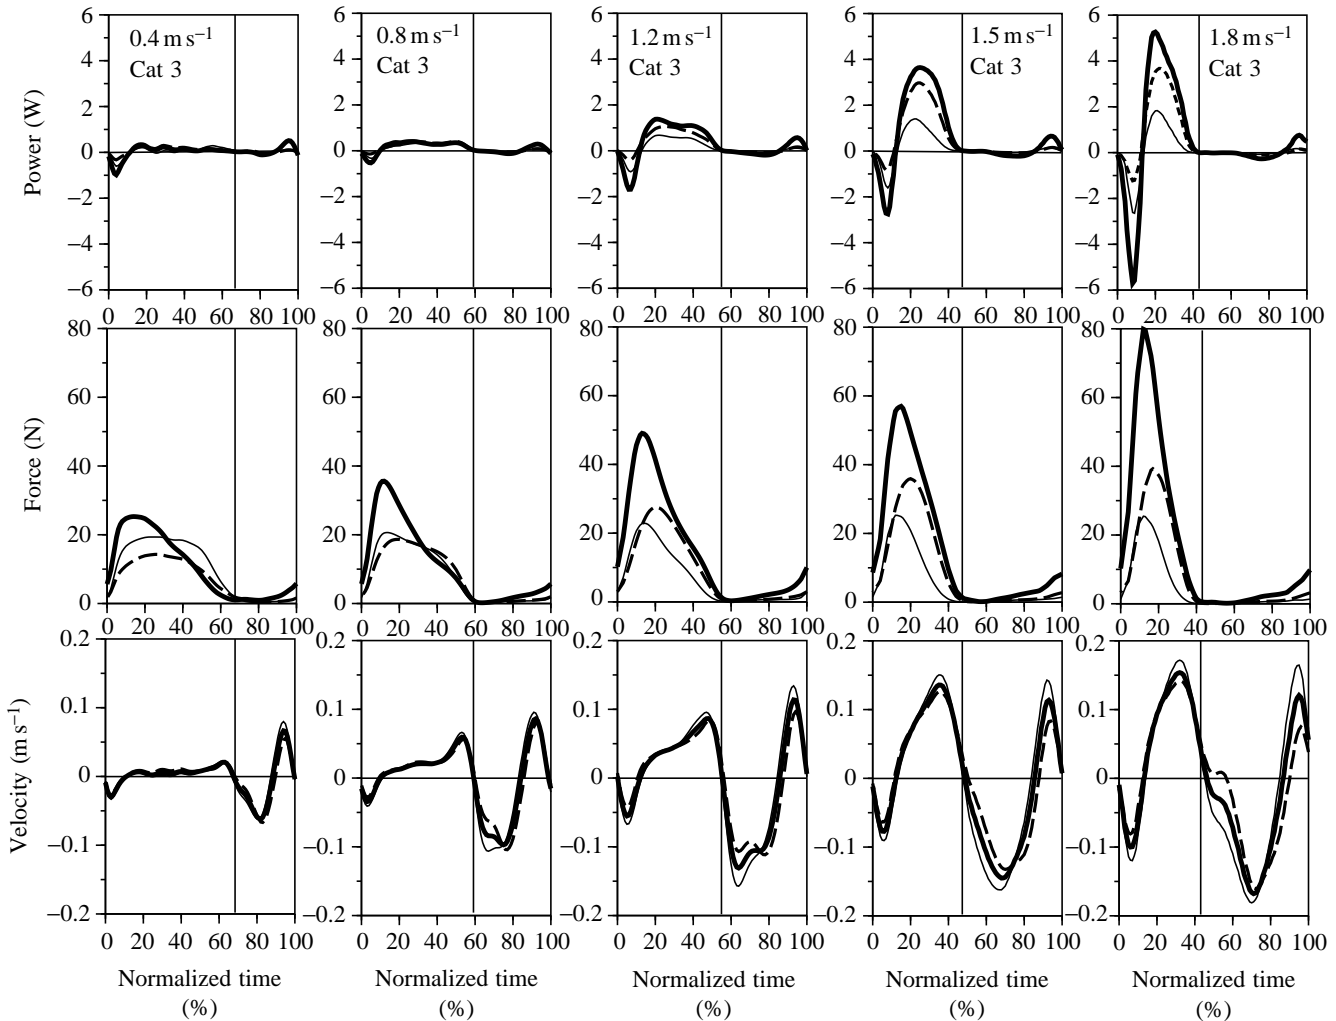 0.4 m s⁻¹
Cat 3
0.8 m s⁻¹
Cat 3
1.2 m s⁻¹
Cat 3
1.5 m s⁻¹
Cat 3
1.8 m s⁻¹
Cat 3
Power (W)
6 6 6 6 6
4 4 4 4 4
2 2 2 2 2
0 0 0 0 0
−2 −2 −2 −2 −2
−4 −4 −4 −4 −4
−6 −6 −6 −6 −6
0 20 40 60 80 100 0 20 40 60 80 100 0 20 40 60 80 100 0 20 40 60 80 100 0 20 40 60 80 100
Force (N)
80 80 80 80 80
60 60 60 60 60
40 40 40 40 40
20 20 20 20 20
0 0 0 0 0
0 20 40 60 80 100 0 20 40 60 80 100 0 20 40 60 80 100 0 20 40 60 80 100 0 20 40 60 80 100
Velocity (m s⁻¹)
0.2 0.2 0.2 0.2 0.2
0.1 0.1 0.1 0.1 0.1
0 0 0 0 0
−0.1 −0.1 −0.1 −0.1 −0.1
−0.2 −0.2 −0.2 −0.2 −0.2
0 20 40 60 80 100 0 20 40 60 80 100 0 20 40 60 80 100 0 20 40 60 80 100 0 20 40 60 80 100
Normalized time Normalized time Normalized time Normalized time Normalized time
(%) (%) (%) (%) (%)